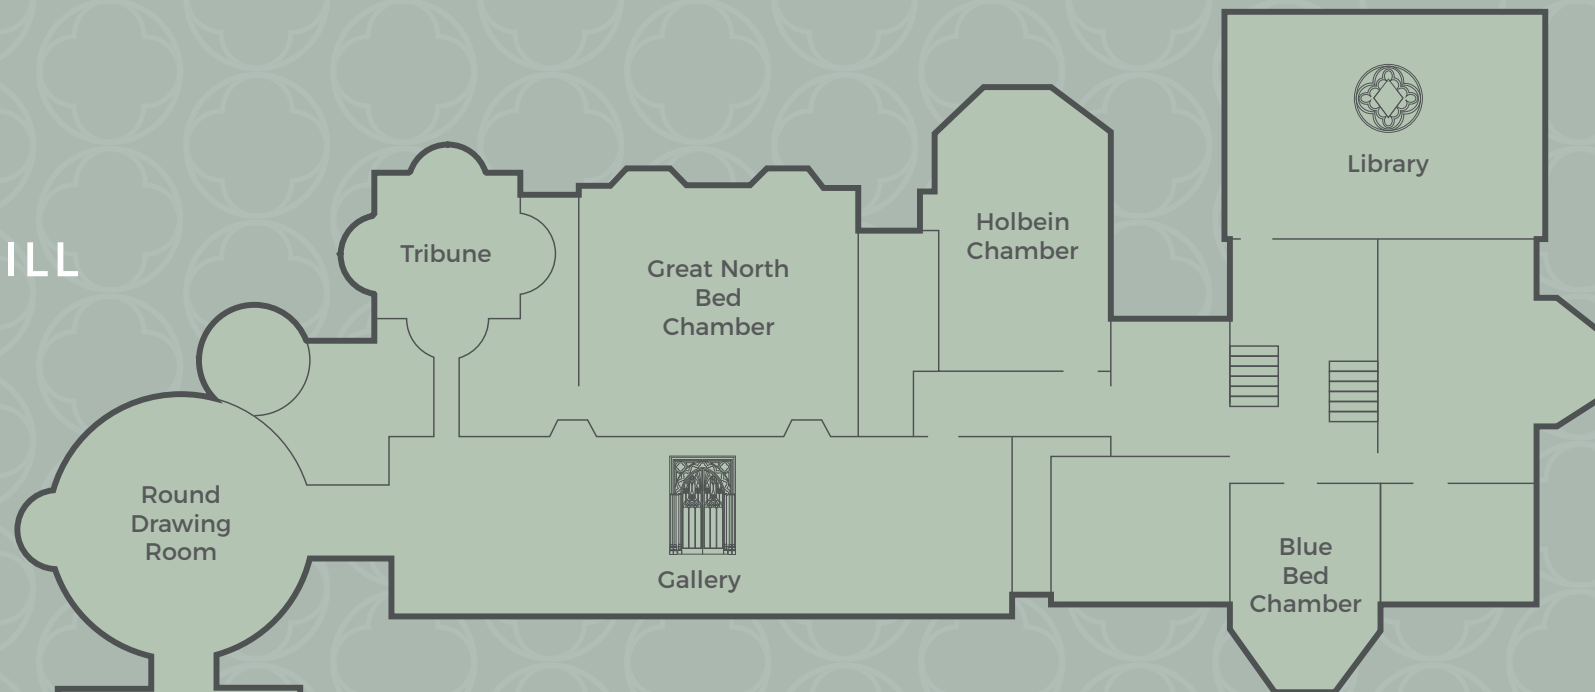 ILL
Library
Holbein
Chamber
Tribune
Great North
Bed
Chamber
Round
Drawing
Room
Gallery
Blue
Bed
Chamber